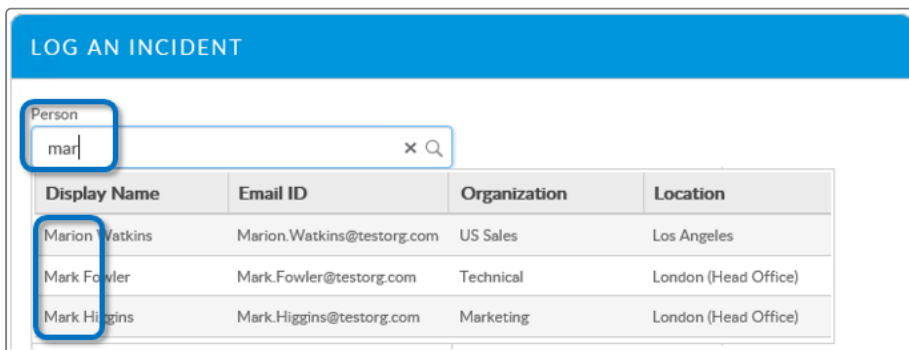 LOG AN INCIDENT
Person
mar
Display Name Email ID Organization Location
Marion Watkins Marion.Watkins@testorg.com US Sales Los Angeles
Mark Fowler Mark.Fowler@testorg.com Technical London (Head Office)
Mark Higgins Mark.Higgins@testorg.com Marketing London (Head Office)